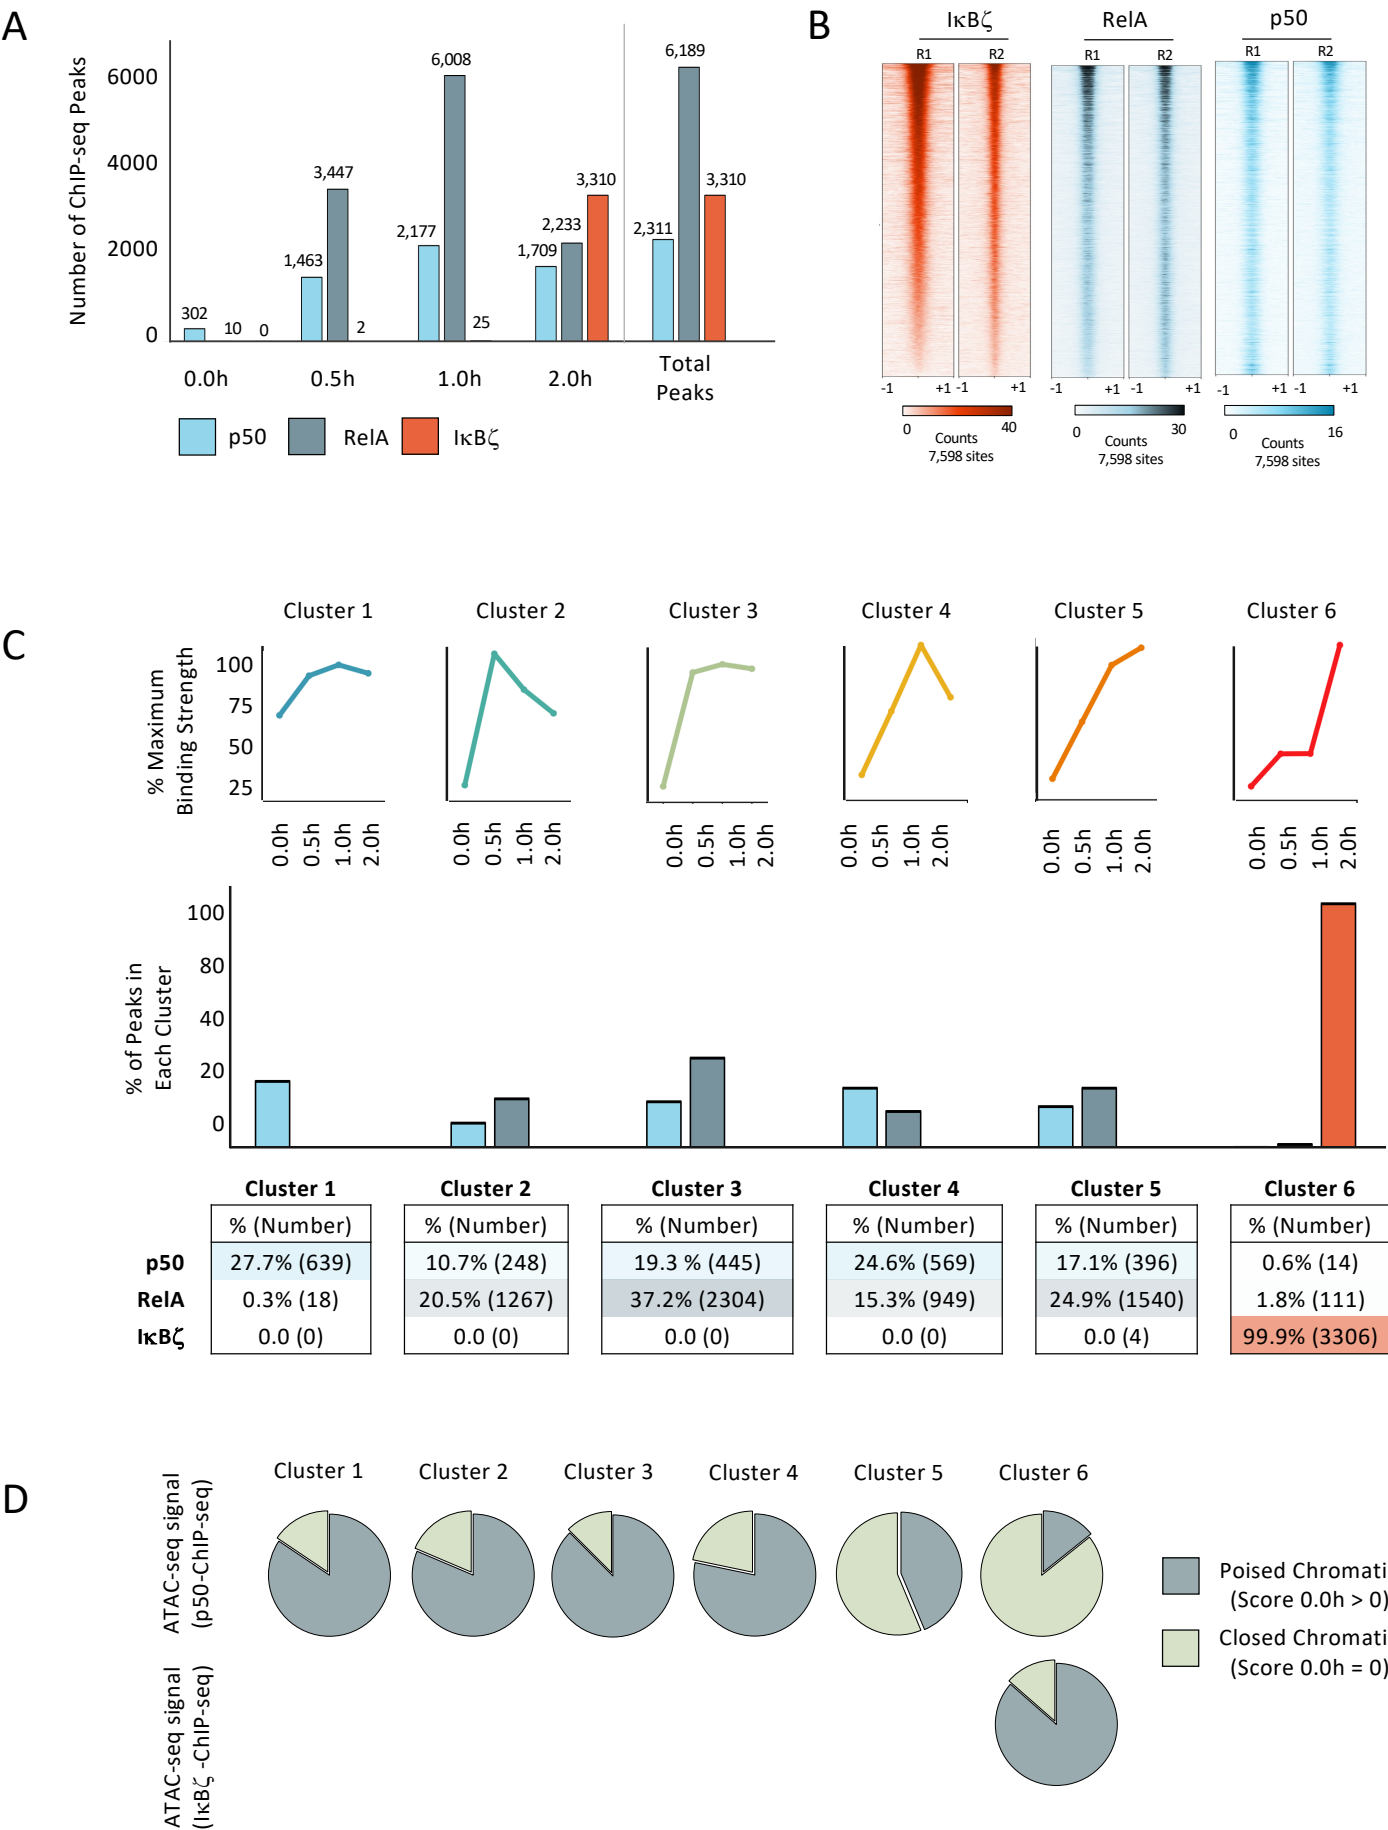 A
Number of ChIP-seq Peaks
6000
4000
2000
0
302
10
0
1,463
3,447
2
2,177
6,008
25
1,709
2,233
3,310
2,311
6,189
3,310
0.0h
0.5h
1.0h
2.0h
Total
Peaks
p50
RelA
IκBζ
B
IκBζ
RelA
p50
R1
R2
R1
R2
R1
R2
-1
+1
-1
+1
-1
+1
-1
+1
-1
+1
-1
+1
0
40
Counts
7,598 sites
0
30
Counts
7,598 sites
0
16
Counts
7,598 sites
C
Cluster 1
Cluster 2
Cluster 3
Cluster 4
Cluster 5
Cluster 6
% Maximum
Binding Strength
100
75
50
25
0.0h
0.5h
1.0h
2.0h
0.0h
0.5h
1.0h
2.0h
0.0h
0.5h
1.0h
2.0h
0.0h
0.5h
1.0h
2.0h
0.0h
0.5h
1.0h
2.0h
0.0h
0.5h
1.0h
2.0h
% of Peaks in
Each Cluster
100
80
40
20
0
Cluster 1 Cluster 2 Cluster 3 Cluster 4 Cluster 5 Cluster 6
% (Number) % (Number) % (Number) % (Number) % (Number) % (Number)
p50 27.7% (639) 10.7% (248) 19.3 % (445) 24.6% (569) 17.1% (396) 0.6% (14)
RelA 0.3% (18) 20.5% (1267) 37.2% (2304) 15.3% (949) 24.9% (1540) 1.8% (111)
IκBζ 0.0 (0) 0.0 (0) 0.0 (0) 0.0 (0) 0.0 (4) 99.9% (3306)
D
Cluster 1
Cluster 2
Cluster 3
Cluster 4
Cluster 5
Cluster 6
ATAC-seq signal
(p50-ChIP-seq)
ATAC-seq signal
(IκBζ -ChIP-seq)
Poised Chromati
(Score 0.0h > 0)
Closed Chromati
(Score 0.0h = 0)